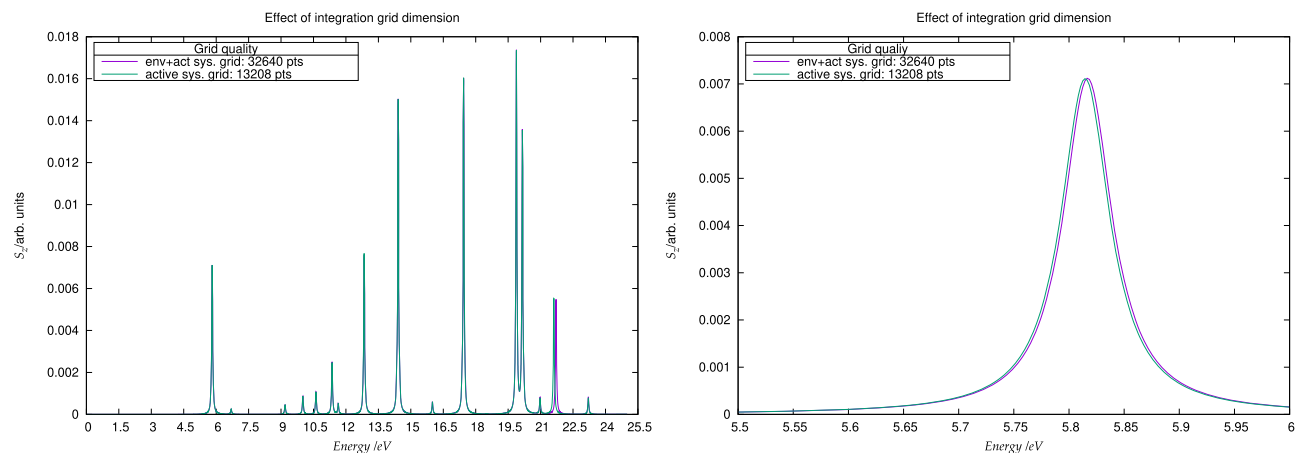 Effect of integration grid dimension
Grid quality
env+act sys. grid: 32640 pts
active sys. grid: 13208 pts
0.018
0.016
0.014
0.012
0.01
0.008
0.006
0.004
0.002
0
S_z/arb. units
0 1.5 3 4.5 6 7.5 9 10.5 12 13.5 15 16.5 18 19.5 21 22.5 24 25.5
Energy /eV
Effect of integration grid dimension
Grid quality
env+act sys. grid: 32640 pts
active sys. grid: 13208 pts
0.008
0.007
0.006
0.005
0.004
0.003
0.002
0.001
0
S_z/arb. units
5.5 5.55 5.6 5.65 5.7 5.75 5.8 5.85 5.9 5.95 6
Energy /eV